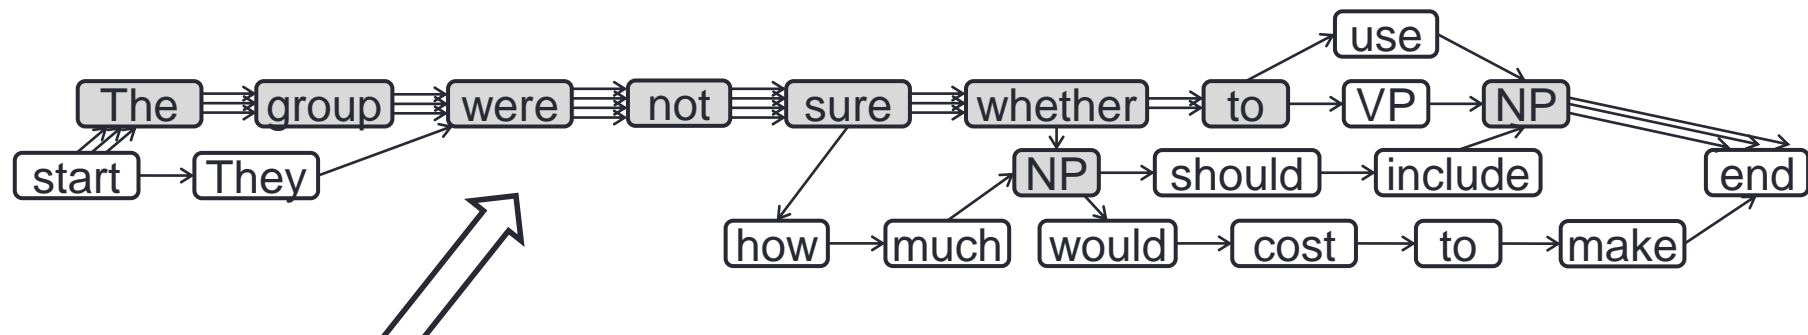 use
The group were not sure whether to VP NP
start They NP should include end
how much would cost to make